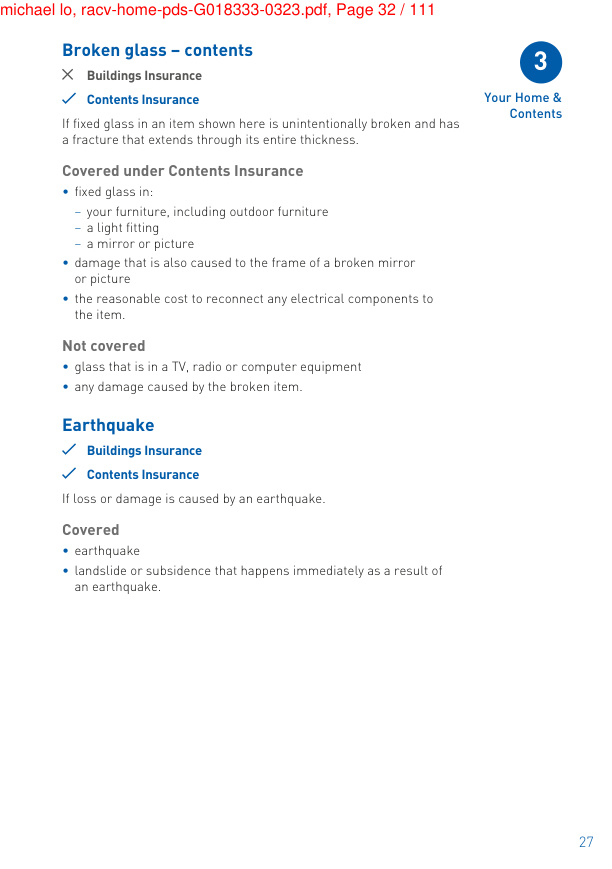 michael lo, racv-home-pds-G018333-0323.pdf, Page 32 / 111
Broken glass – contents
Buildings Insurance
Contents Insurance
If fixed glass in an item shown here is unintentionally broken and has
a fracture that extends through its entire thickness.
Covered under Contents Insurance
• fixed glass in:
– your furniture, including outdoor furniture
– a light fitting
– a mirror or picture
• damage that is also caused to the frame of a broken mirror
or picture
• the reasonable cost to reconnect any electrical components to
the item.
Not covered
• glass that is in a TV, radio or computer equipment
• any damage caused by the broken item.
Earthquake
Buildings Insurance
Contents Insurance
If loss or damage is caused by an earthquake.
Covered
• earthquake
• landslide or subsidence that happens immediately as a result of
an earthquake.
3
Your Home &
Contents
27